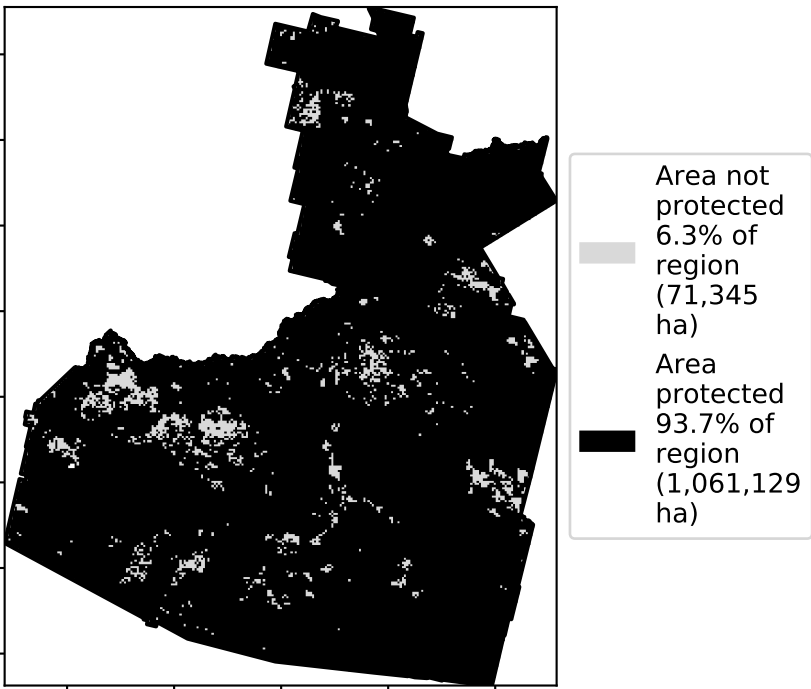 Area not
protected
6.3% of
region
(71,345
ha)
Area
protected
93.7% of
region
(1,061,129
ha)